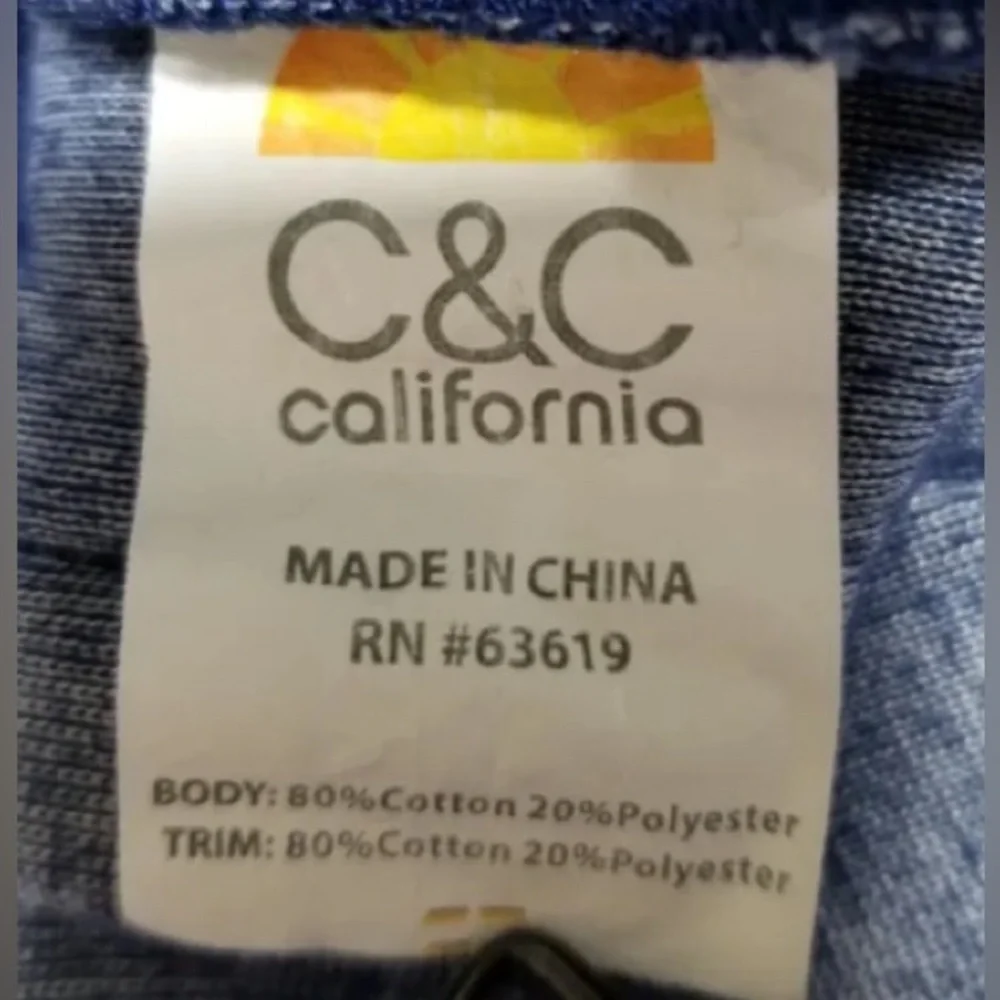 C&C
california
MADE IN CHINA
RN #63619
BODY: 80%Cotton 20%Polyester
TRIM: 80%Cotton 20%Polyester